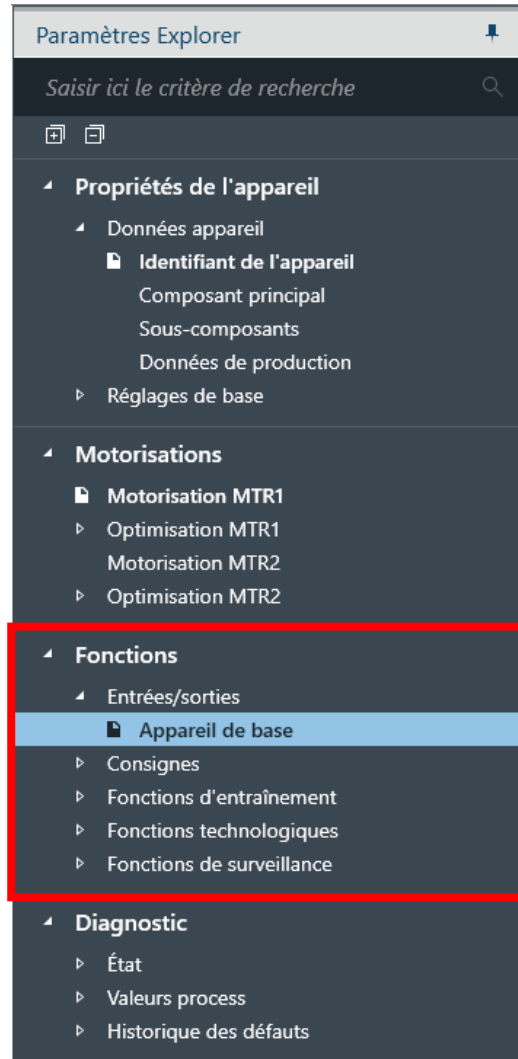 Paramètres Explorer
Saisir ici le critère de recherche
Propriétés de l'appareil
Données appareil
Identifiant de l'appareil
Composant principal
Sous-composants
Données de production
Réglages de base
Motorisations
Motorisation MTR1
Optimisation MTR1
Motorisation MTR2
Optimisation MTR2
Fonctions
Entrées/sorties
Appareil de base
Consignes
Fonctions d'entraînement
Fonctions technologiques
Fonctions de surveillance
Diagnostic
État
Valeurs process
Historique des défauts